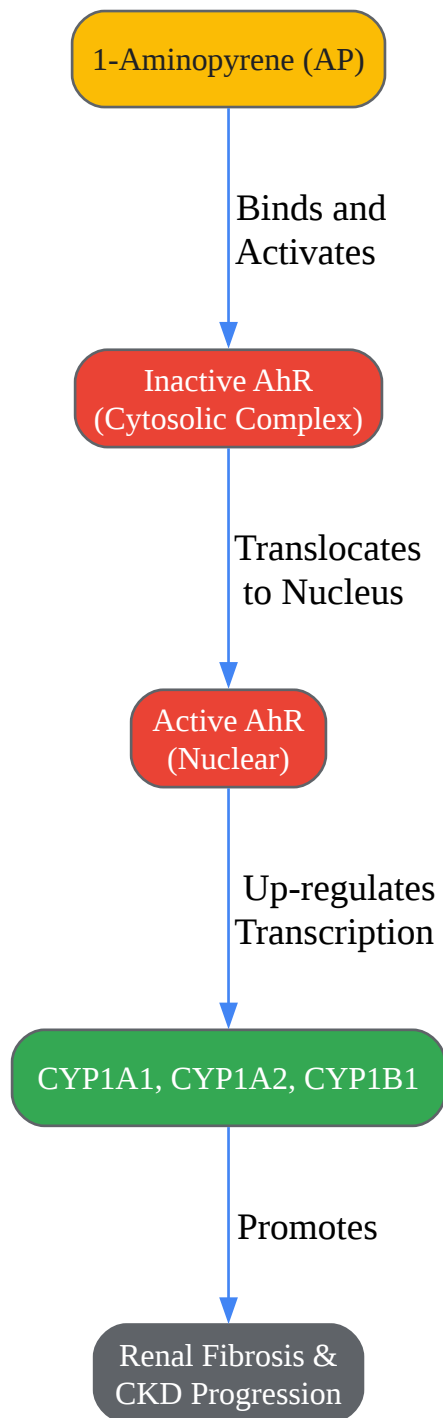 1-Aminopyrene (AP)
Binds and
Activates
Inactive AhR
(Cytosolic Complex)
Translocates
to Nucleus
Active AhR
(Nuclear)
Up-regulates
Transcription
CYP1A1, CYP1A2, CYP1B1
Promotes
Renal Fibrosis &
CKD Progression